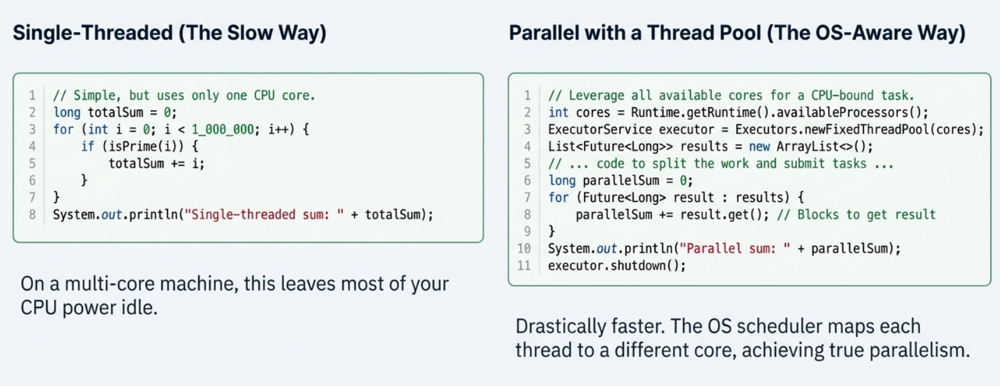 Single-Threaded (The Slow Way)
1 // Simple, but uses only one CPU core.
2 long totalSum = 0;
3 for (int i = 0; i < 1_000_000; i++) {
4     if (isPrime(i)) {
5         totalSum += i;
6     }
7 }
8 System.out.println("Single-threaded sum: " + totalSum);
On a multi-core machine, this leaves most of your
CPU power idle.
Parallel with a Thread Pool (The OS-Aware Way)
1 // Leverage all available cores for a CPU-bound task.
2 int cores = Runtime.getRuntime().availableProcessors();
3 ExecutorService executor = Executors.newFixedThreadPool(cores);
4 List<Future<Long>> results = new ArrayList<>();
5 // ... code to split the work and submit tasks ...
6 long parallelSum = 0;
7 for (Future<Long> result : results) {
8     parallelSum += result.get(); // Blocks to get result
9 }
10 System.out.println("Parallel sum: " + parallelSum);
11 executor.shutdown();
Drastically faster. The OS scheduler maps each
thread to a different core, achieving true parallelism.